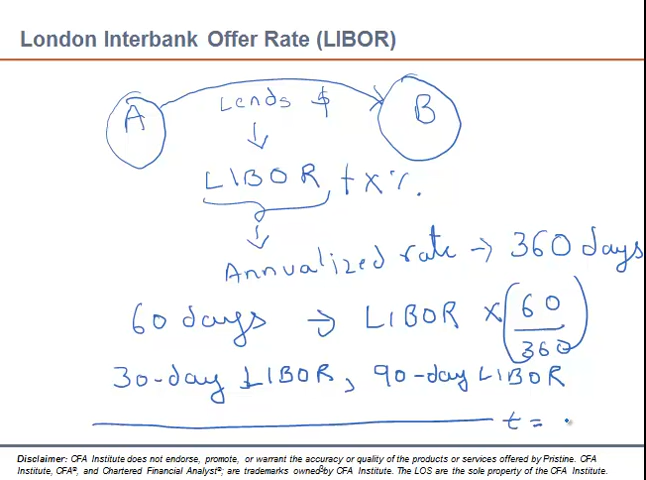 London Interbank Offer Rate (LIBOR)
A Lends $ B
LIBOR + x %.
Annualized rate → 360 days
60 days → LIBOR × (60/360)
30-day LIBOR, 90-day LIBOR
t =
Disclaimer: CFA Institute does not endorse, promote, or warrant the accuracy or quality of the products or services offered by Pristine. CFA
Institute, CFA®, and Chartered Financial Analyst®; are trademarks owned by CFA Institute. The LOS are the sole property of the CFA Institute.